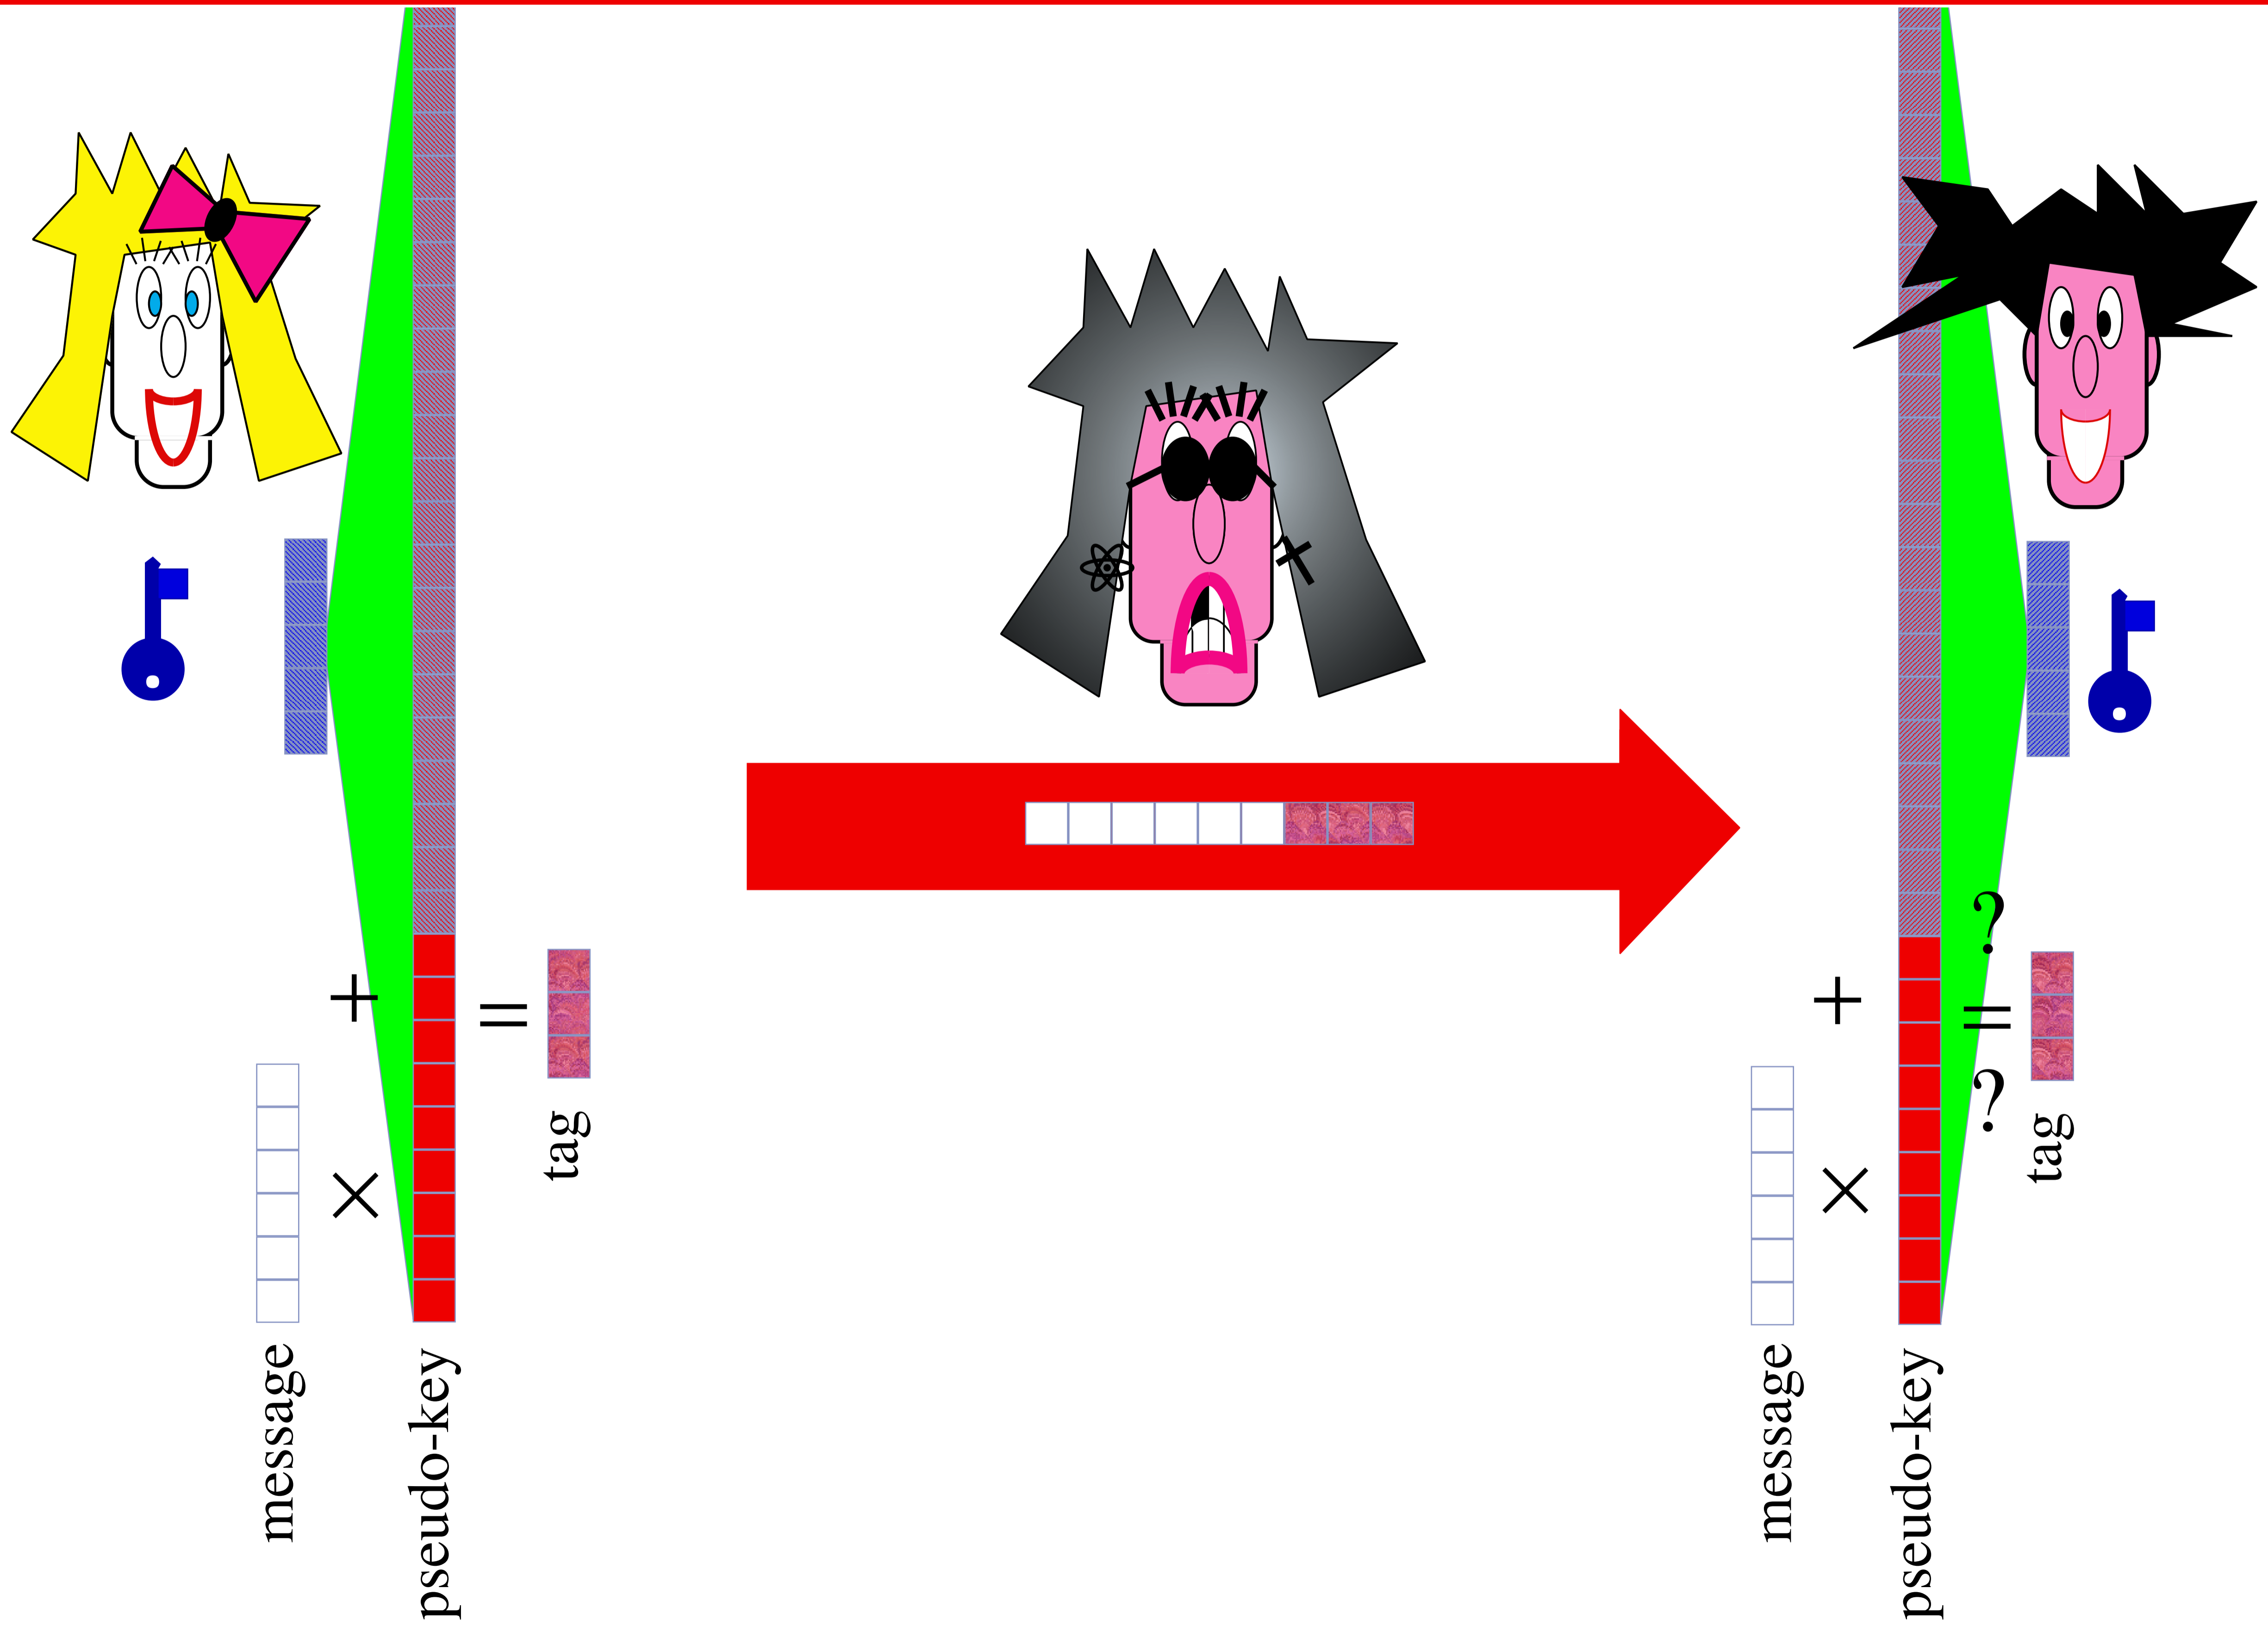 +
=
×
tag
message
pseudo-key
?
+
=
?
×
tag
message
pseudo-key